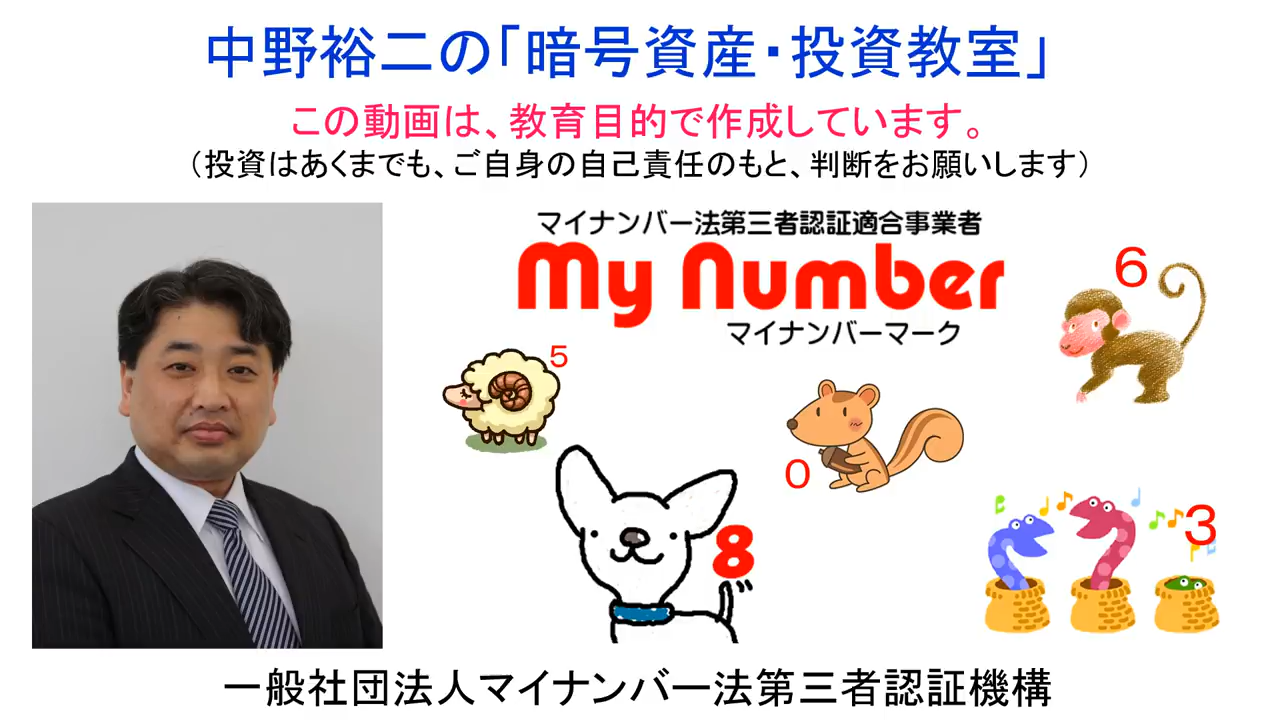 中野裕二の「暗号資産・投資教室」
この動画は、教育目的で作成しています。
（投資はあくまでも、ご自身の自己責任のもと、判断をお願いします）
マイナンバー法第三者認証適合事業者
My Number
マイナンバーマーク
6
5
0
8
3
一般社団法人マイナンバー法第三者認証機構